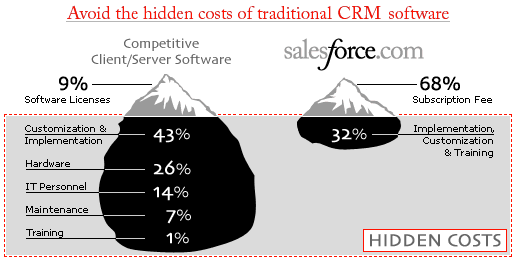 Avoid the hidden costs of traditional CRM software
Competitive
Client/Server Software
9%
Software Licenses
Customization &
Implementation
43%
Hardware
26%
IT Personnel
14%
Maintenance
7%
Training
1%
salesforce.com
68%
Subscription Fee
32%
Implementation,
Customization
& Training
HIDDEN COSTS